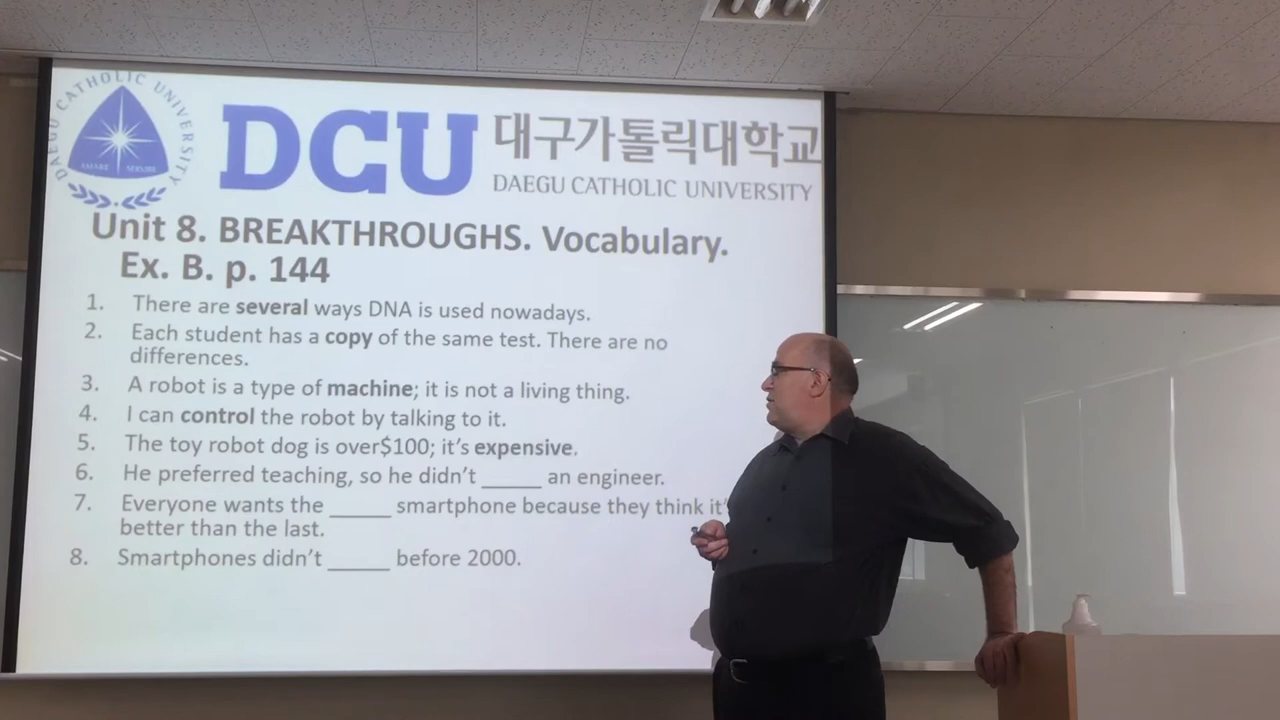 DAEGU CATHOLIC UNIVERSITY
DCU
대구가톨릭대학교
DAEGU CATHOLIC UNIVERSITY
Unit 8. BREAKTHROUGHS. Vocabulary.
Ex. B. p. 144
1. There are several ways DNA is used nowadays.
2. Each student has a copy of the same test. There are no
differences.
3. A robot is a type of machine; it is not a living thing.
4. I can control the robot by talking to it.
5. The toy robot dog is over$100; it’s expensive.
6. He preferred teaching, so he didn’t _____ an engineer.
7. Everyone wants the _____ smartphone because they think it’
better than the last.
8. Smartphones didn’t _____ before 2000.